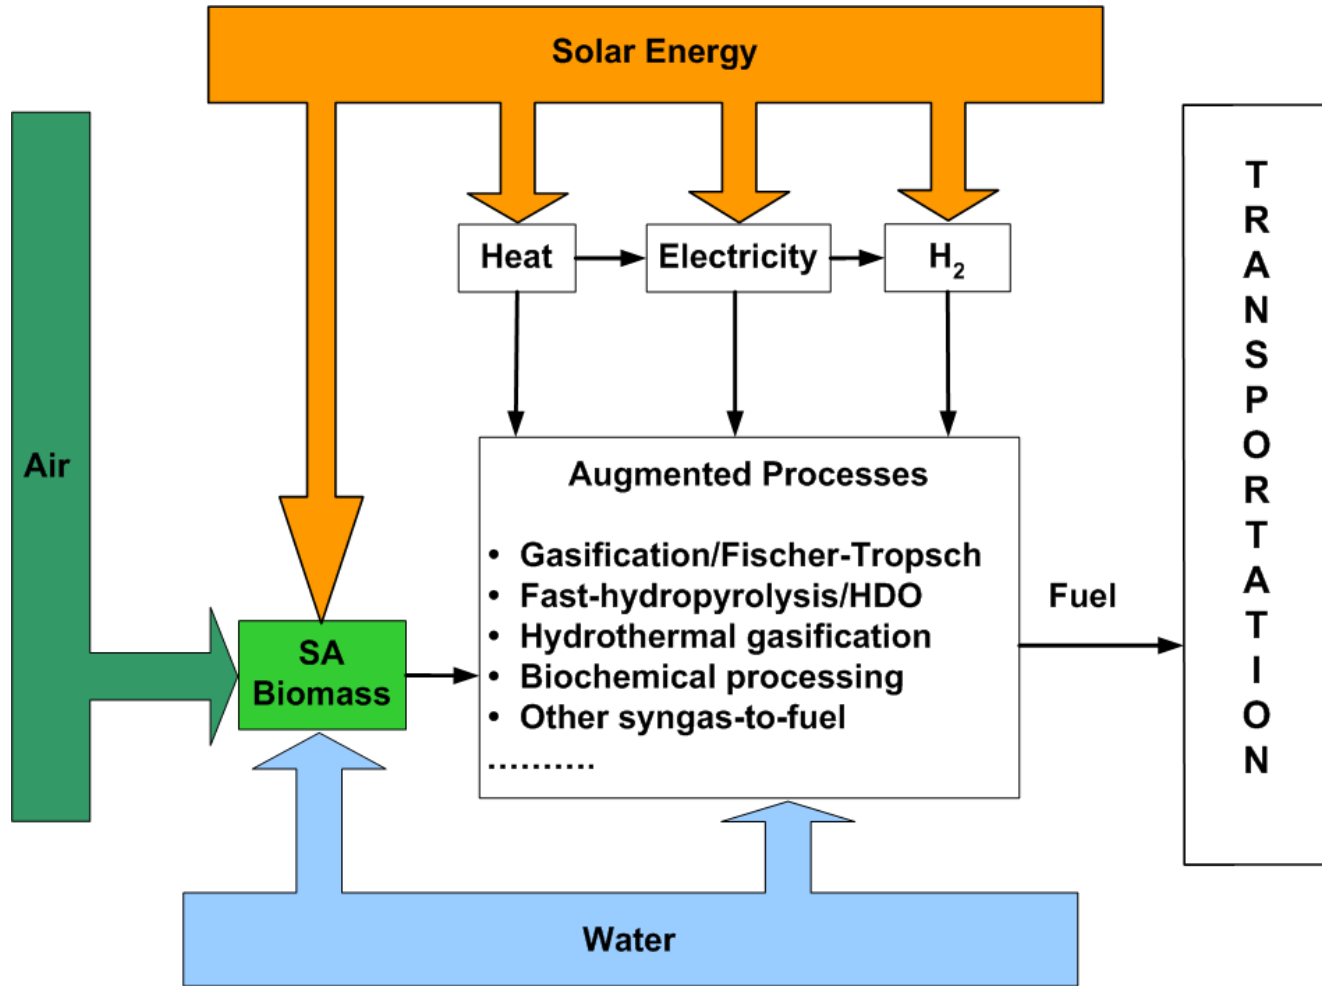 Solar Energy
Air
Heat
Electricity
H₂
Augmented Processes
• Gasification/Fischer-Tropsch
• Fast-hydropyrolysis/HDO
• Hydrothermal gasification
• Biochemical processing
• Other syngas-to-fuel
..........
SA
Biomass
Fuel
Water
TRANSPORTATION